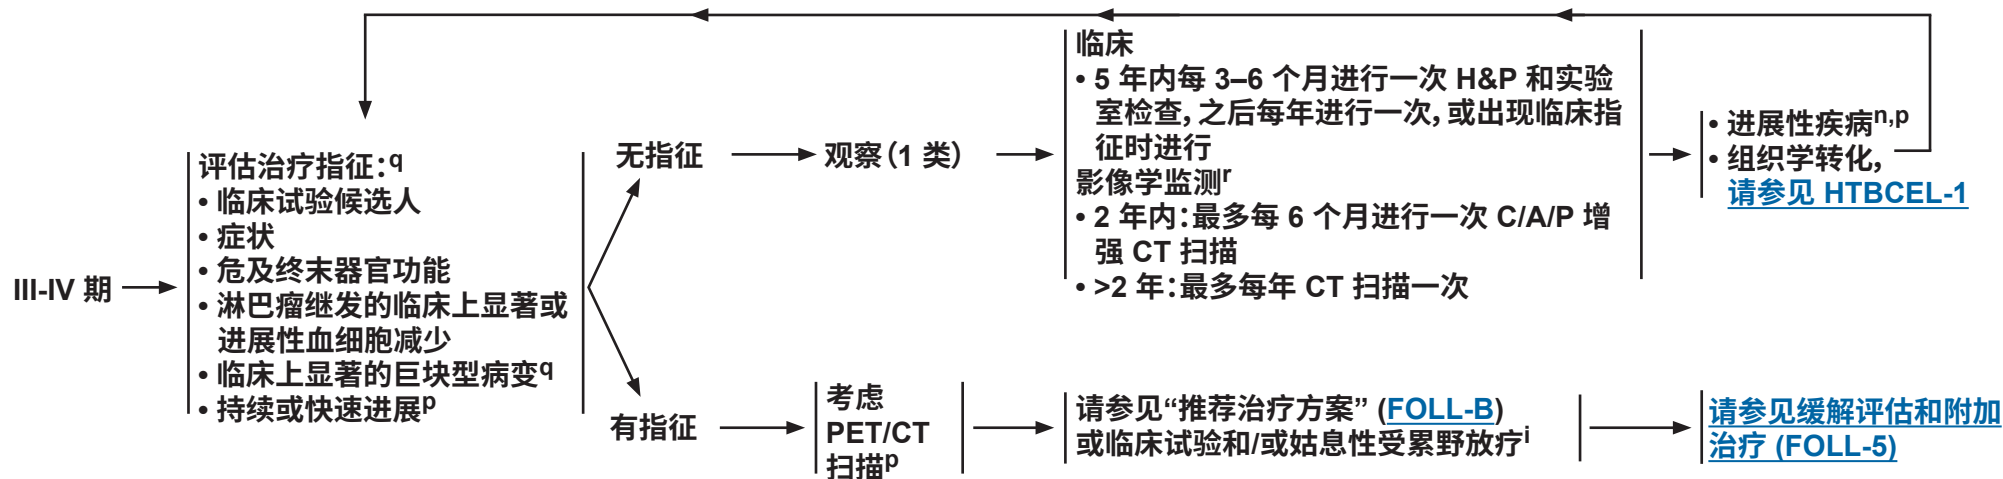 III-IV 期
评估治疗指征：q
• 临床试验候选人
• 症状
• 危及终末器官功能
• 淋巴瘤继发的临床上显著或
进展性血细胞减少
• 临床上显著的巨块型病变q
• 持续或快速进展p
无指征
观察（1 类）
临床
• 5 年内每 3–6 个月进行一次 H&P 和实验
室检查，之后每年进行一次，或出现临床指
征时进行
影像学监测r
• 2 年内：最多每 6 个月进行一次 C/A/P 增
强 CT 扫描
• >2 年：最多每年 CT 扫描一次
• 进展性疾病n,p
• 组织学转化，
请参见 HTBCEL-1
有指征
考虑
PET/CT
扫描p
请参见“推荐治疗方案” (FOLL-B)
或临床试验和/或姑息性受累野放疗i
请参见缓解评估和附加
治疗 (FOLL-5)